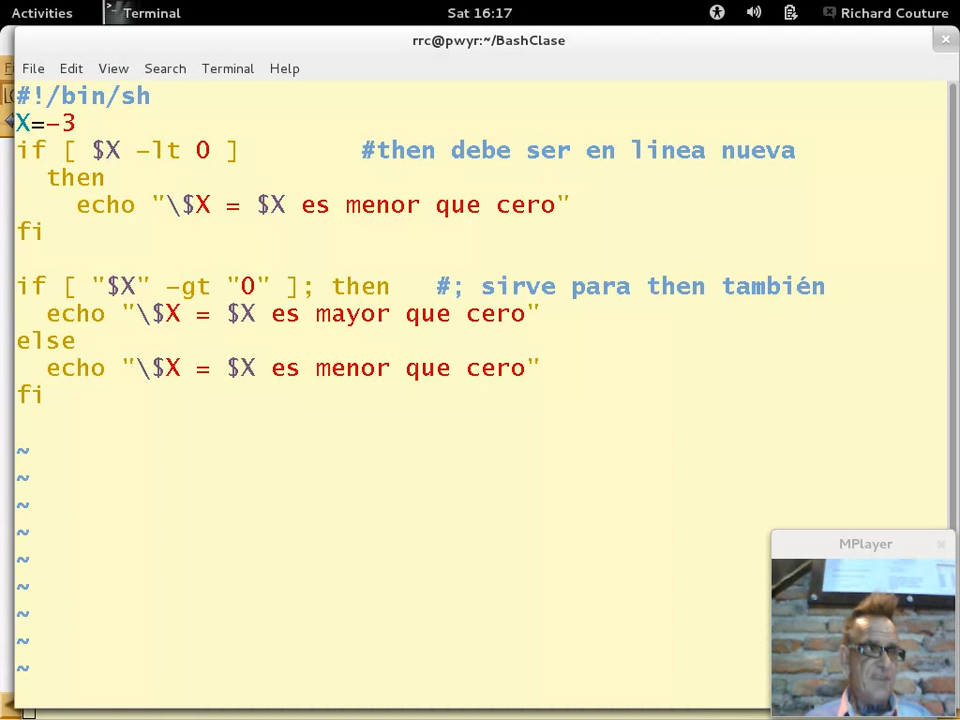 Activities Terminal Sat 16:17 Richard Couture
rrc@pwyr:~/BashClase
File Edit View Search Terminal Help
#!/bin/sh
X=-3
if [ $X -lt 0 ] #then debe ser en linea nueva
then
echo "\$X = $X es menor que cero"
fi
if [ "$X" -gt "0" ]; then #; sirve para then también
echo "\$X = $X es mayor que cero"
else
echo "\$X = $X es menor que cero"
fi
~
~
~
~
~
~
~
~
~
MPlayer